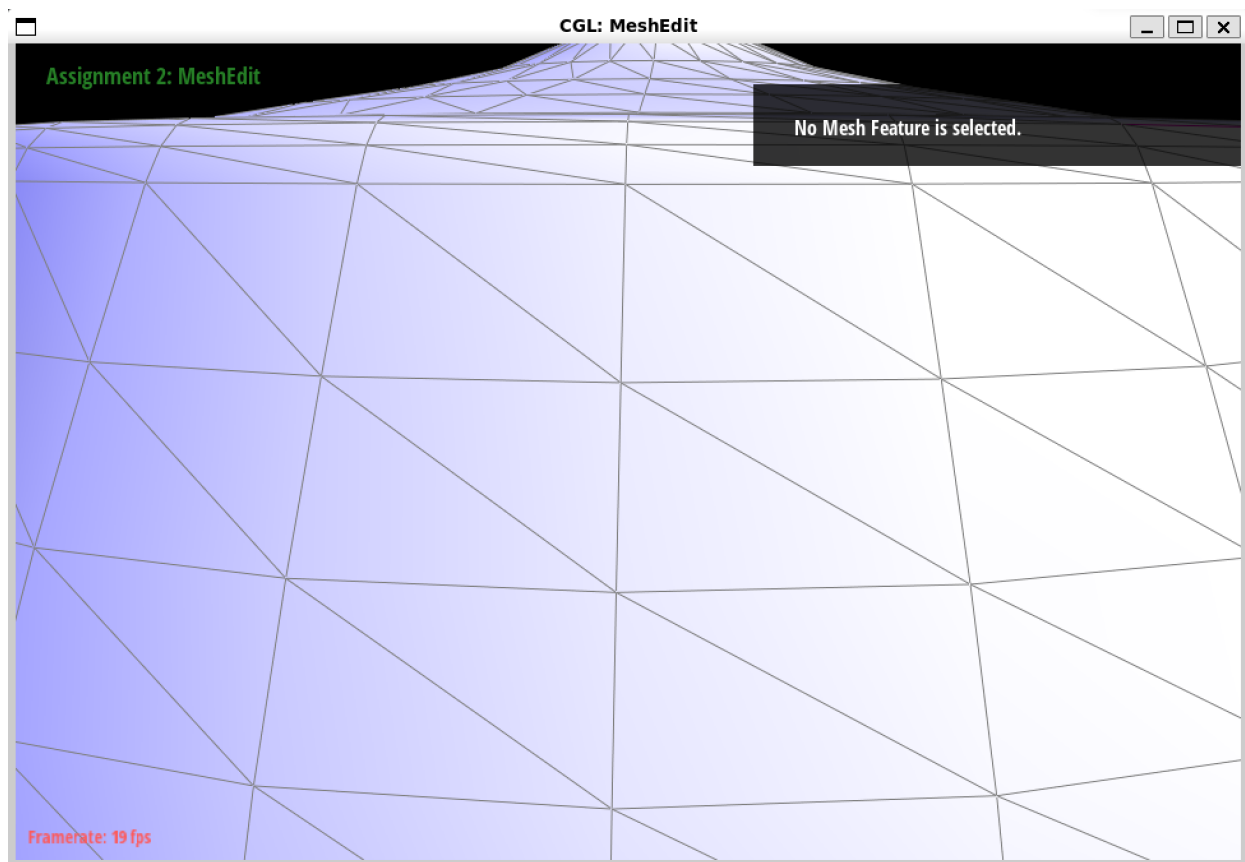 CGL: MeshEdit
Assignment 2: MeshEdit
No Mesh Feature is selected.
Framerate: 19 fps